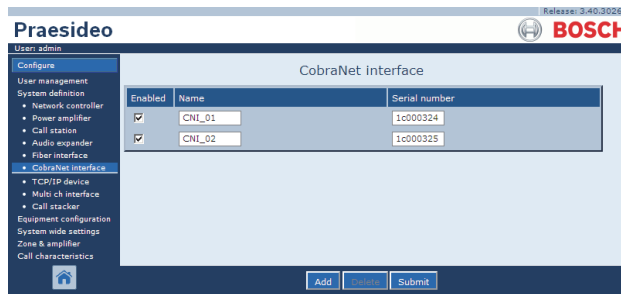 Release: 3.40.3026
Praesideo
BOSCH
User: admin
Configure
CobraNet interface
User management
System definition
• Network controller
• Power amplifier
• Call station
• Audio expander
• Fiber interface
• CobraNet interface
• TCP/IP device
• Multi ch interface
• Call stacker
Equipment configuration
System wide settings
Zone & amplifier
Call characteristics
Enabled Name Serial number
CNI_01 1c000324
CNI_02 1c000325
Add Delete Submit